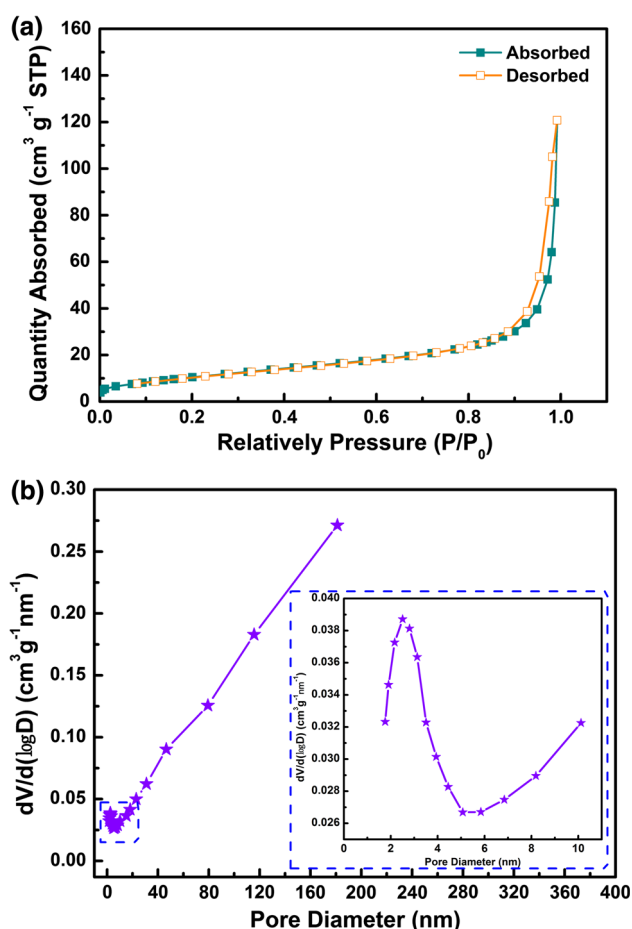 (a)
160
140
120
100
80
60
40
20
0
Quantity Absorbed (cm³ g⁻¹ STP)
Absorbed
Desorbed
0.0 0.2 0.4 0.6 0.8 1.0
Relatively Pressure (P/P₀)
(b)
0.30
0.25
0.20
0.15
0.10
0.05
0.00
dV/d(logD) (cm³g⁻¹nm⁻¹)
0.040
0.038
0.036
0.034
0.032
0.030
0.028
0.026
dV/d(logD) (cm³g⁻¹nm⁻¹)
0 2 4 6 8 10
Pore Diameter (nm)
0 40 80 120 160 200 240 280 320 360 400
Pore Diameter (nm)